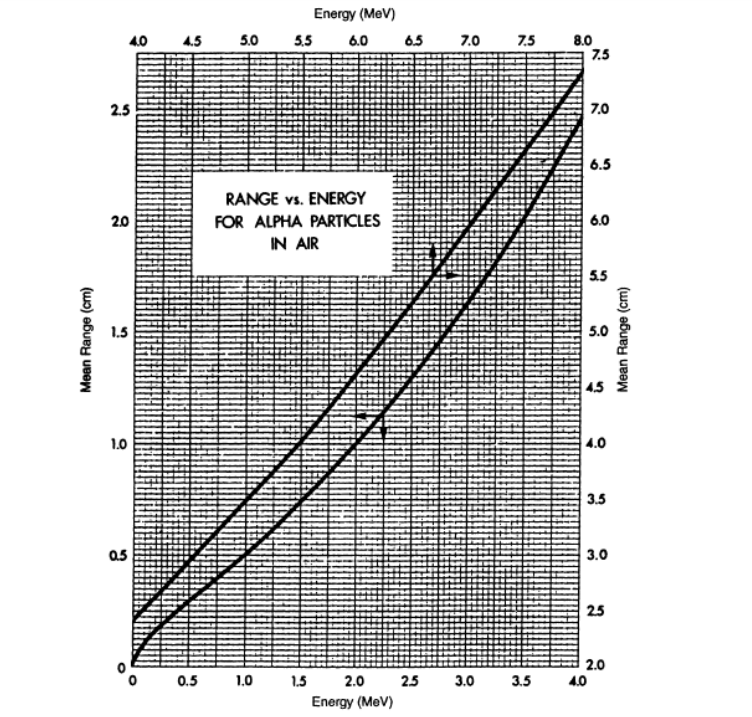 Energy (MeV)
4.0 4.5 5.0 5.5 6.0 6.5 7.0 7.5 8.0
7.5
2.5
7.0
6.5
RANGE vs. ENERGY
FOR ALPHA PARTICLES
IN AIR
2.0
6.0
5.5
Mean Range (cm)
Mean Range (cm)
1.5
5.0
4.5
1.0
4.0
3.5
0.5
3.0
2.5
0
2.0
0 0.5 1.0 1.5 2.0 2.5 3.0 3.5 4.0
Energy (MeV)